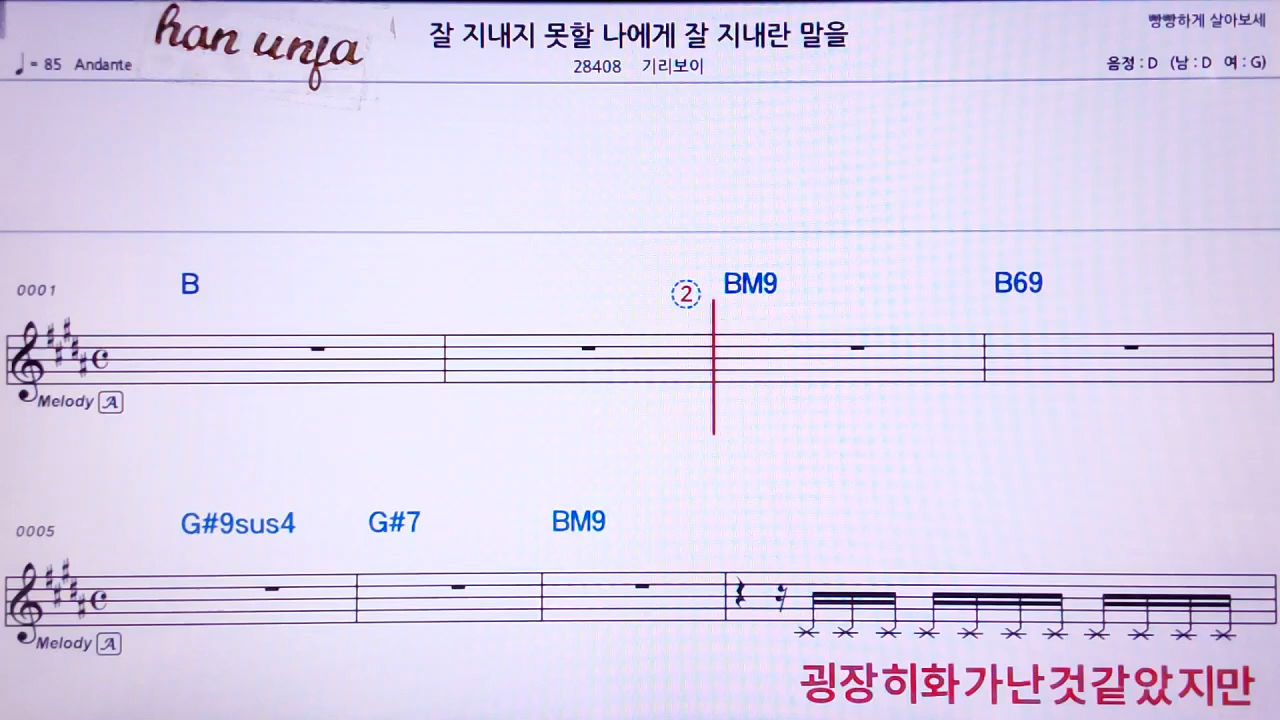 han unfa
잘 지내지 못할 나에게 잘 지내란 말을
빵빵하게 살아보세
♩= 85 Andante
28408 기리보이
음정 : D (남 : D 여 : G)
0001 B ② BM9 B69
Melody A
0005 G#9sus4 G#7 BM9
Melody A
굉장히화가난것같았지만